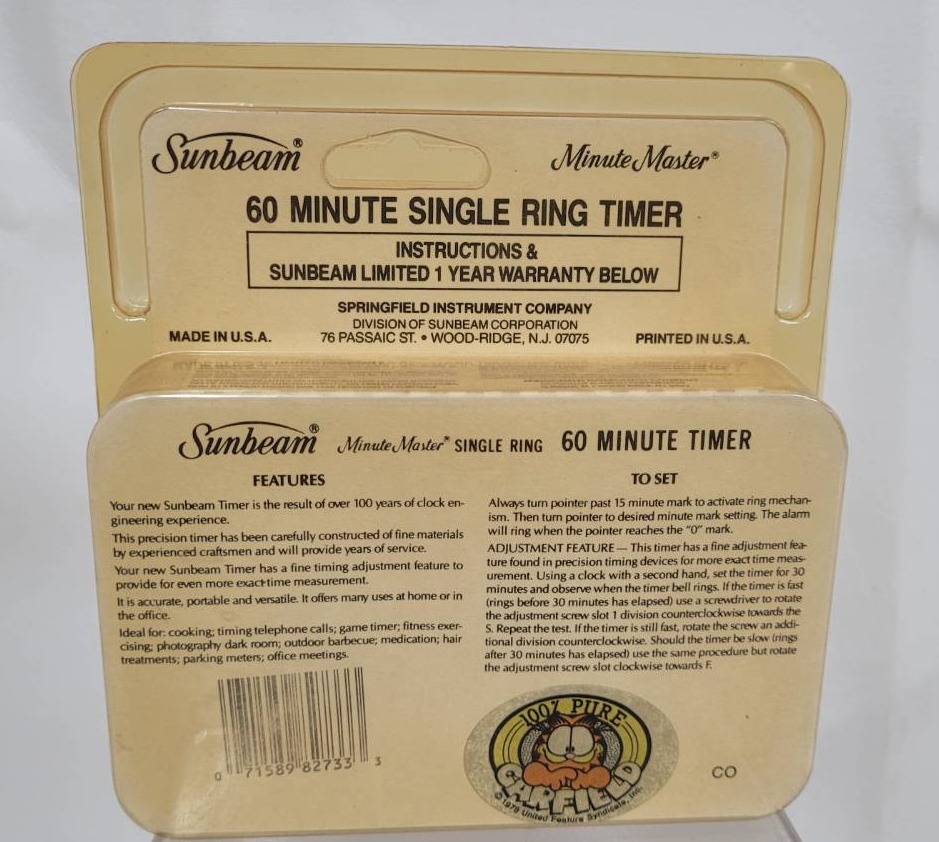 Sunbeam® Minute Master®
60 MINUTE SINGLE RING TIMER
INSTRUCTIONS &
SUNBEAM LIMITED 1 YEAR WARRANTY BELOW
SPRINGFIELD INSTRUMENT COMPANY
DIVISION OF SUNBEAM CORPORATION
MADE IN U.S.A. 76 PASSAIC ST. • WOOD-RIDGE, N.J. 07075 PRINTED IN U.S.A.
Sunbeam® Minute Master® SINGLE RING 60 MINUTE TIMER
FEATURES
Your new Sunbeam Timer is the result of over 100 years of clock en-
gineering experience.
This precision timer has been carefully constructed of fine materials
by experienced craftsmen and will provide years of service.
Your new Sunbeam Timer has a fine timing adjustment feature to
provide for even more exact time measurement.
It is accurate, portable and versatile. It offers many uses at home or in
the office.
Ideal for: cooking; timing telephone calls; game timer; fitness exer-
cising; photography dark room; outdoor barbecue; medication; hair
treatments; parking meters; office meetings.
0 71589 82733 3
TO SET
Always turn pointer past 15 minute mark to activate ring mechan-
ism. Then turn pointer to desired minute mark setting. The alarm
will ring when the pointer reaches the "0" mark.
ADJUSTMENT FEATURE — This timer has a fine adjustment fea-
ture found in precision timing devices for more exact time meas-
urement. Using a clock with a second hand, set the timer for 30
minutes and observe when the timer bell rings. If the timer is fast
(rings before 30 minutes has elapsed) use a screwdriver to rotate
the adjustment screw slot 1 division counterclockwise towards the
S. Repeat the test. If the timer is still fast, rotate the screw an addi-
tional division counterclockwise. Should the timer be slow (rings
after 30 minutes has elapsed) use the same procedure but rotate
the adjustment screw slot clockwise towards F.
100% PURE
GARFIELD
© 1978 United Feature Syndicate, Inc.
CO